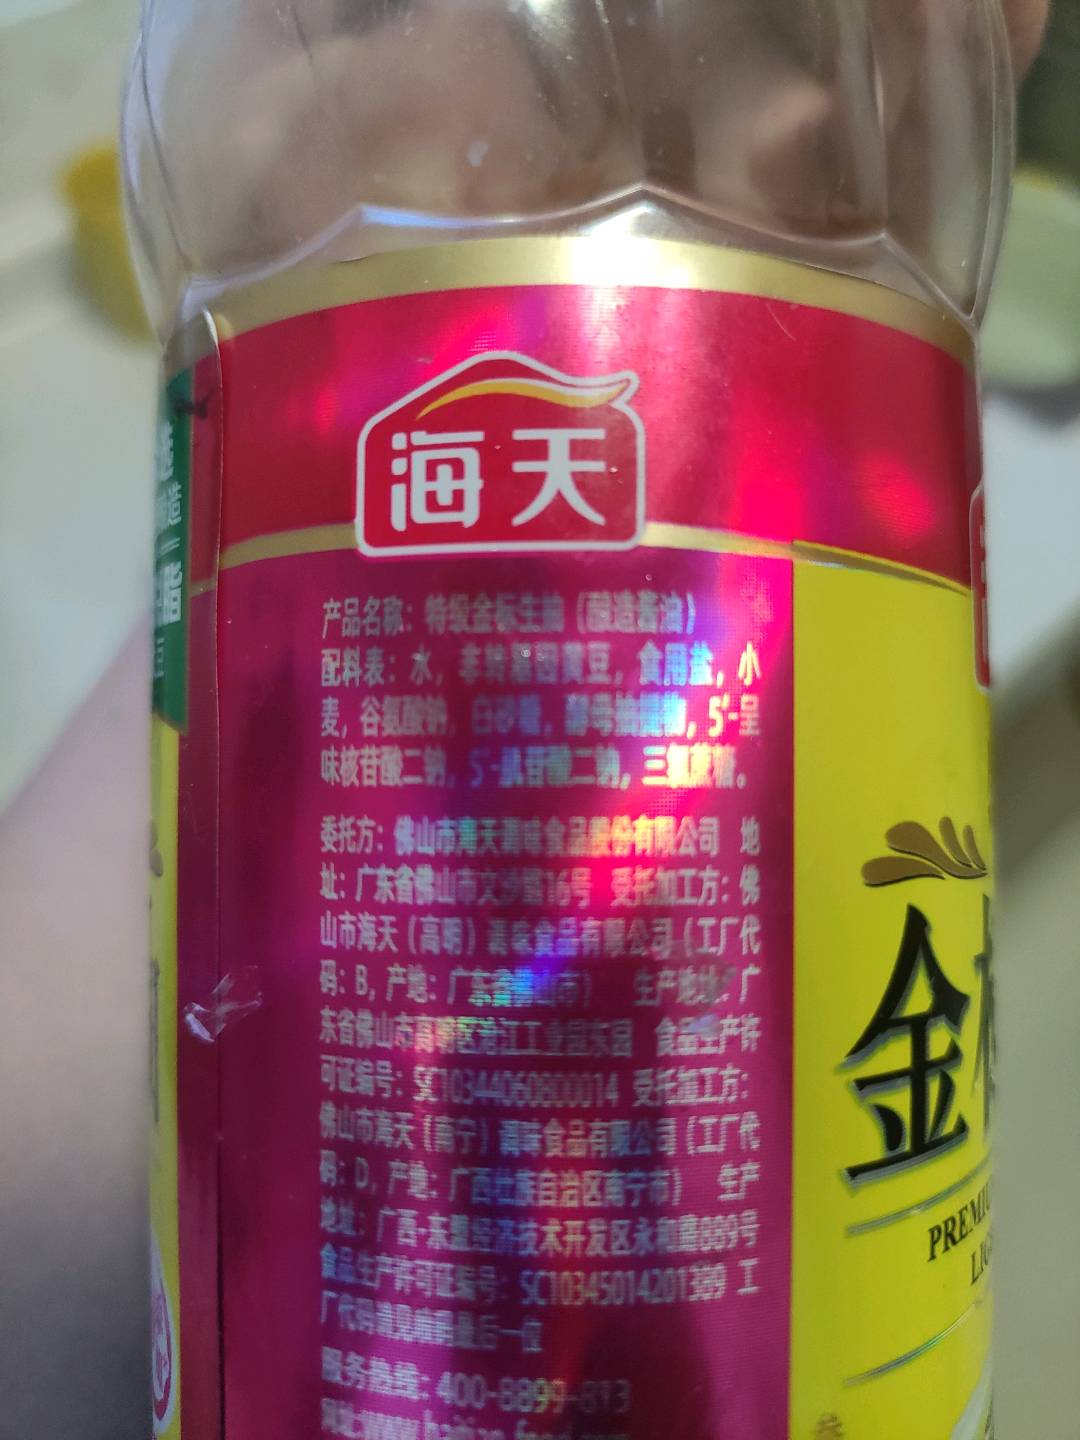 海天
产品名称：特级金标生抽（酿造酱油）
配料表：水，非转基因黄豆，食用盐，小
麦，谷氨酸钠，白砂糖，酵母抽提物，5'-呈
味核苷酸二钠，5'-肌苷酸二钠，三氯蔗糖。
委托方：佛山市海天调味食品股份有限公司 地
址：广东省佛山市文沙路16号 受托加工方：佛
山市海天（高明）调味食品有限公司（工厂代
码：B，产地：广东省佛山市） 生产地址：广
东省佛山市高明区沧江工业园东园 食品生产许
可证编号：SC10344060800014 受托加工方：
佛山市海天（南宁）调味食品有限公司（工厂代
码：D，产地：广西壮族自治区南宁市） 生产
地址：广西-东盟经济技术开发区永和路889号
食品生产许可证编号：SC10345014201389 工
厂代码请见瓶码最后一位
服务热线：400-8899-813
网址:www.haitian-food.com
金